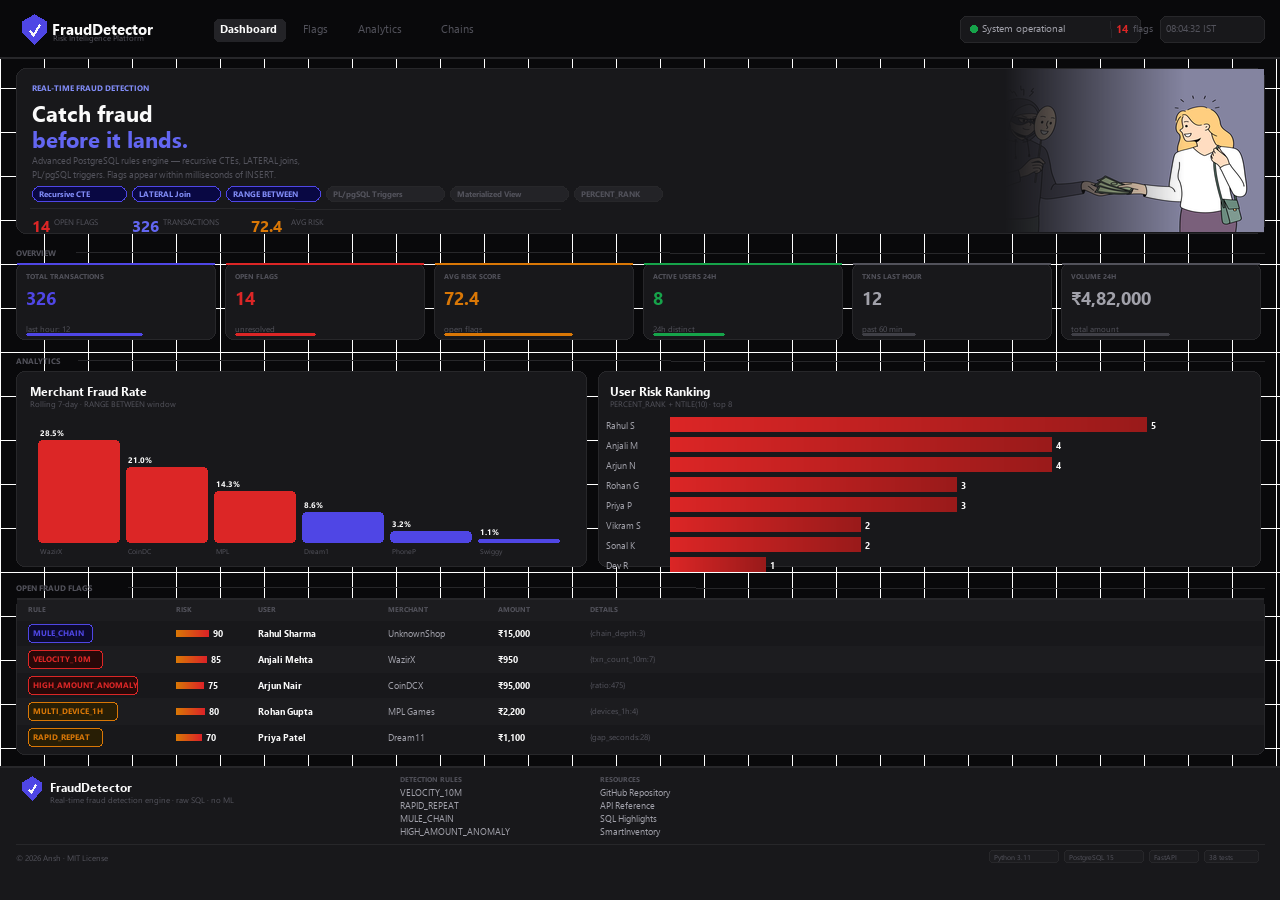 FraudDetector
Risk Intelligence Platform
Dashboard
Flags
Analytics
Chains
System operational
14 flags
08:04:32 IST
REAL-TIME FRAUD DETECTION
Catch fraud
before it lands.
Advanced PostgreSQL rules engine — recursive CTEs, LATERAL joins,
PL/pgSQL triggers. Flags appear within milliseconds of INSERT.
Recursive CTE
LATERAL Join
RANGE BETWEEN
PL/pgSQL Triggers
Materialized View
PERCENT_RANK
14 OPEN FLAGS
326 TRANSACTIONS
72.4 AVG RISK
OVERVIEW
TOTAL TRANSACTIONS
326
last hour: 12
OPEN FLAGS
14
unresolved
AVG RISK SCORE
72.4
open flags
ACTIVE USERS 24H
8
24h distinct
TXNS LAST HOUR
12
past 60 min
VOLUME 24H
₹4,82,000
total amount
ANALYTICS
Merchant Fraud Rate
Rolling 7-day · RANGE BETWEEN window
28.5%
21.0%
14.3%
8.6%
3.2%
1.1%
WazirX
CoinDC
MPL
Dream1
PhoneP
Swiggy
User Risk Ranking
PERCENT_RANK + NTILE(10) · top 8
Rahul S 5
Anjali M 4
Arjun N 4
Rohan G 3
Priya P 3
Vikram S 2
Sonal K 2
Dev R 1
OPEN FRAUD FLAGS
RULE RISK USER MERCHANT AMOUNT DETAILS
MULE_CHAIN 90 Rahul Sharma UnknownShop ₹15,000 {chain_depth:3}
VELOCITY_10M 85 Anjali Mehta WazirX ₹950 {txn_count_10m:7}
HIGH_AMOUNT_ANOMALY 75 Arjun Nair CoinDCX ₹95,000 {ratio:475}
MULTI_DEVICE_1H 80 Rohan Gupta MPL Games ₹2,200 {devices_1h:4}
RAPID_REPEAT 70 Priya Patel Dream11 ₹1,100 {gap_seconds:28}
FraudDetector
Real-time fraud detection engine · raw SQL · no ML
DETECTION RULES
VELOCITY_10M
RAPID_REPEAT
MULE_CHAIN
HIGH_AMOUNT_ANOMALY
RESOURCES
GitHub Repository
API Reference
SQL Highlights
SmartInventory
© 2026 Ansh · MIT License
Python 3.11
PostgreSQL 15
FastAPI
38 tests